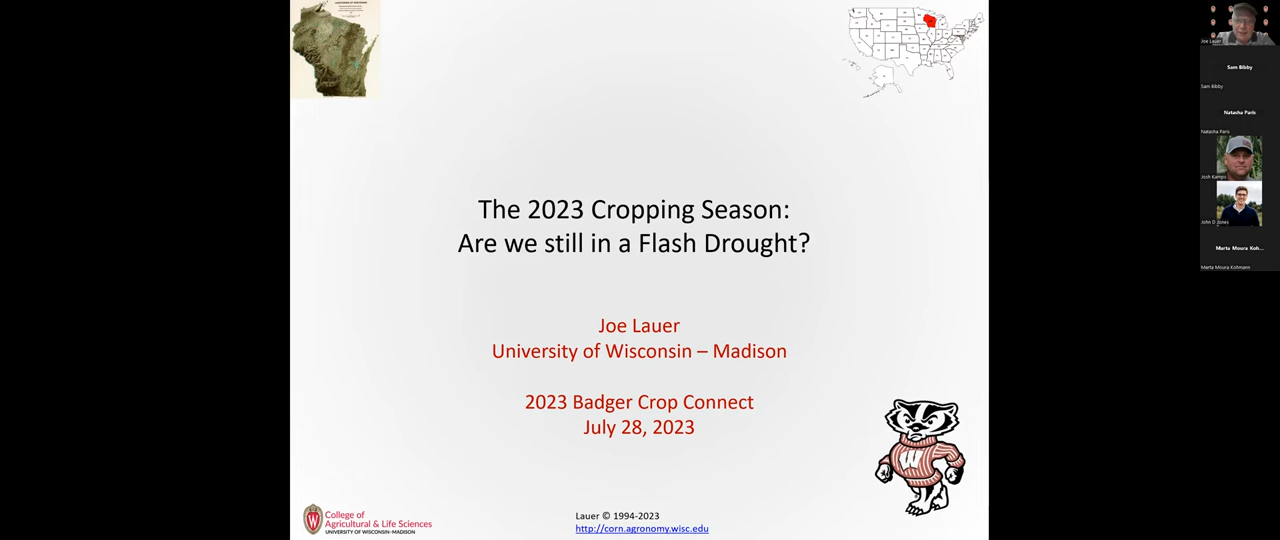 The 2023 Cropping Season:
Are we still in a Flash Drought?
Joe Lauer
University of Wisconsin – Madison
2023 Badger Crop Connect
July 28, 2023
W
W
College of
Agricultural & Life Sciences
UNIVERSITY OF WISCONSIN–MADISON
Lauer © 1994-2023
http://corn.agronomy.wisc.edu
Joe Lauer
Sam Bibby
Sam Bibby
Natasha Paris
Natasha Paris
Josh Kamps
John D Jones
Marta Moura Koh...
Marta Moura Kohmann